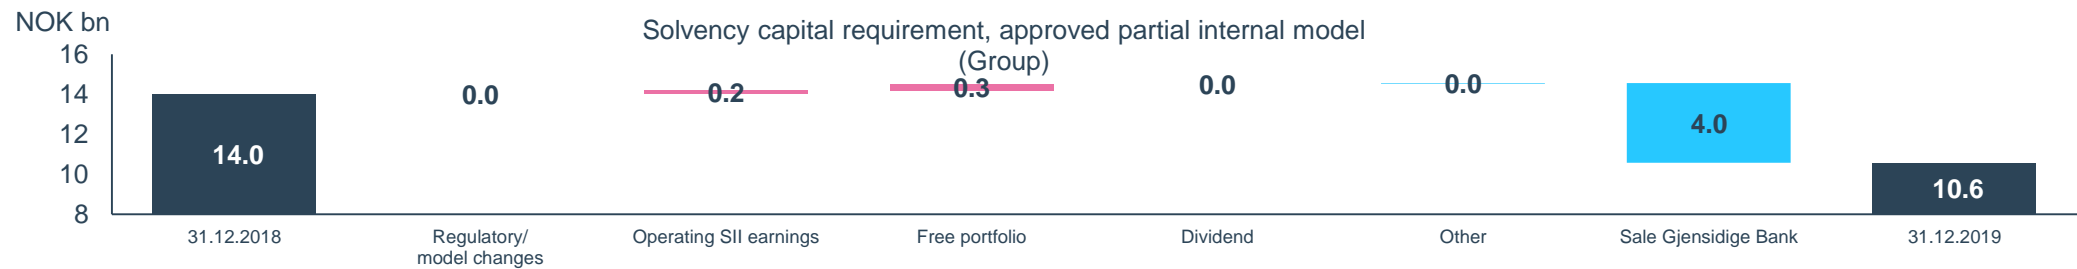 NOK bn
Solvency capital requirement, approved partial internal model
(Group)
16
14
12
10
8
14.0
0.0
0.2
0.3
0.0
0.0
4.0
10.6
31.12.2018
Regulatory/
model changes
Operating SII earnings
Free portfolio
Dividend
Other
Sale Gjensidige Bank
31.12.2019